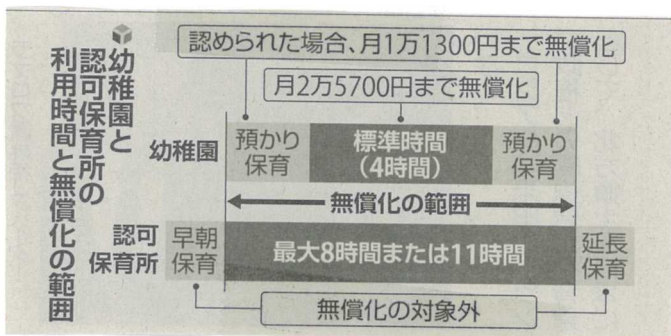 幼稚園と
認可保育所の
利用時間と無償化の範囲
認められた場合、月1万1300円まで無償化
月2万5700円まで無償化
幼稚園
預かり
保育
標準時間
(4時間)
預かり
保育
無償化の範囲
認可
保育所
早朝
保育
最大8時間または11時間
延長
保育
無償化の対象外